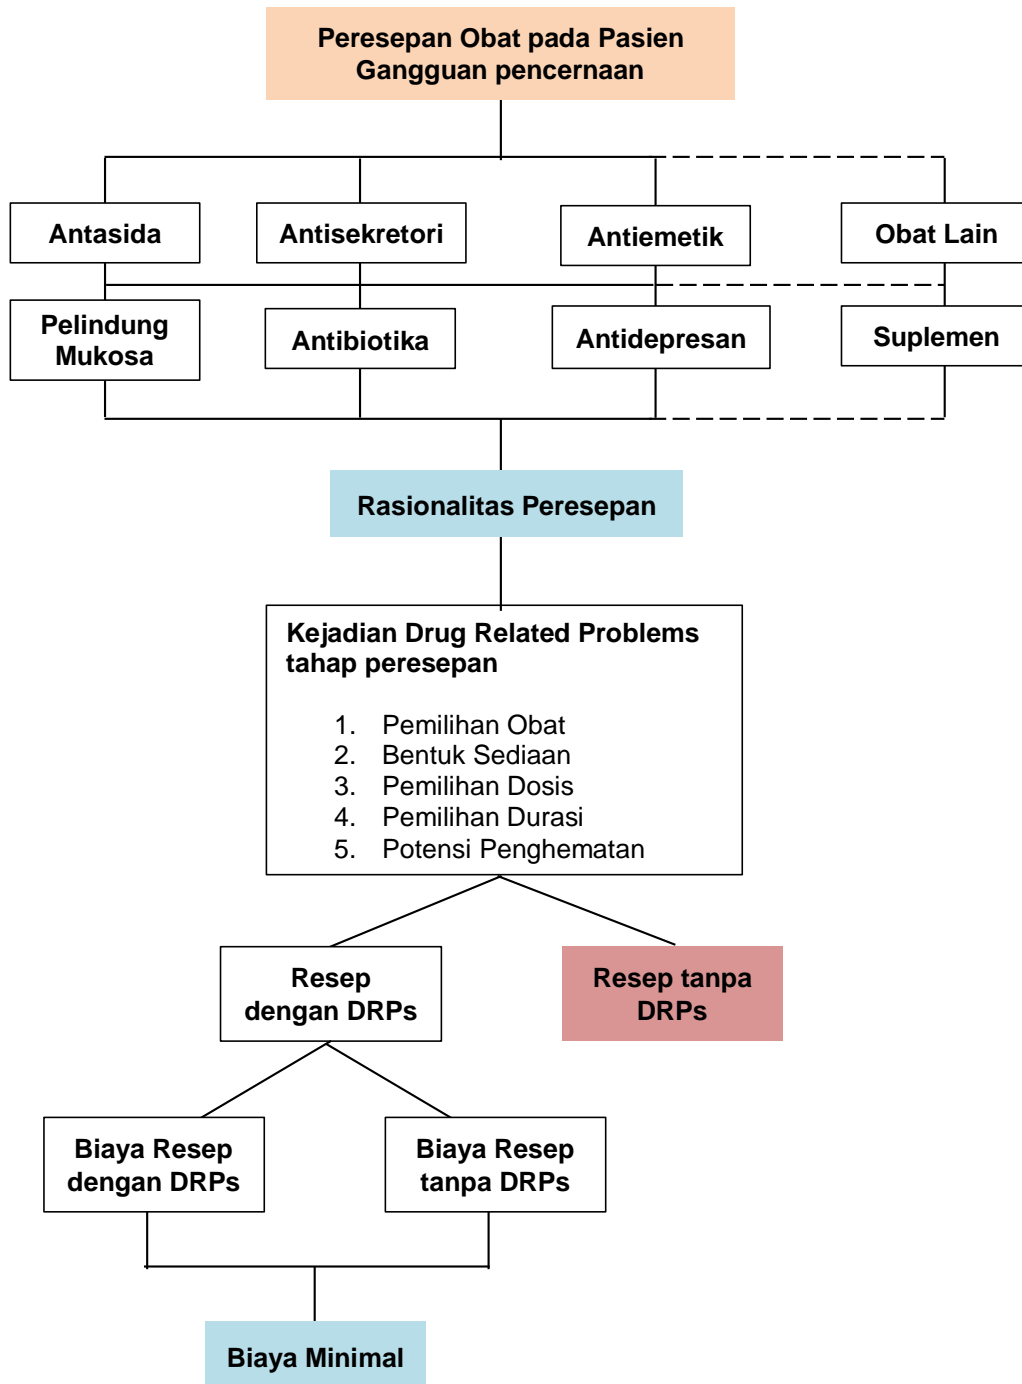 Peresepan Obat pada Pasien
Gangguan pencernaan
Antasida
Antisekretori
Antiemetik
Obat Lain
Pelindung
Mukosa
Antibiotika
Antidepresan
Suplemen
Rasionalitas Peresepan
Kejadian Drug Related Problems
tahap peresepan
1. Pemilihan Obat
2. Bentuk Sediaan
3. Pemilihan Dosis
4. Pemilihan Durasi
5. Potensi Penghematan
Resep
dengan DRPs
Resep tanpa
DRPs
Biaya Resep
dengan DRPs
Biaya Resep
tanpa DRPs
Biaya Minimal